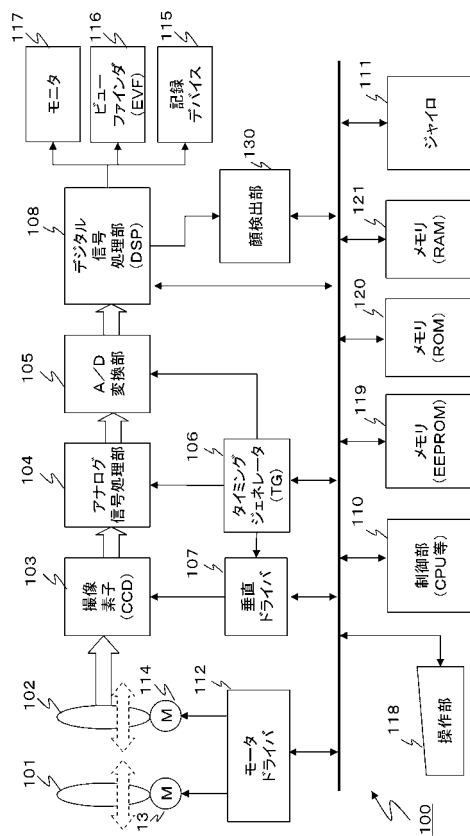 117
モニタ
116
ビュー
ファインダ
(EVF)
115
記録
デバイス
108
デジタル
信号
処理部
(DSP)
130
顔検出部
105
A/D
変換部
104
アナログ
信号処理部
103
撮像
素子
(CCD)
106
タイミング
ジェネレータ
(TG)
107
垂直
ドライバ
102
101
114
M
13
M
112
モータ
ドライバ
111
ジャイロ
121
メモリ
(RAM)
120
メモリ
(ROM)
119
メモリ
(EEPROM)
110
制御部
(CPU等)
118
操作部
100